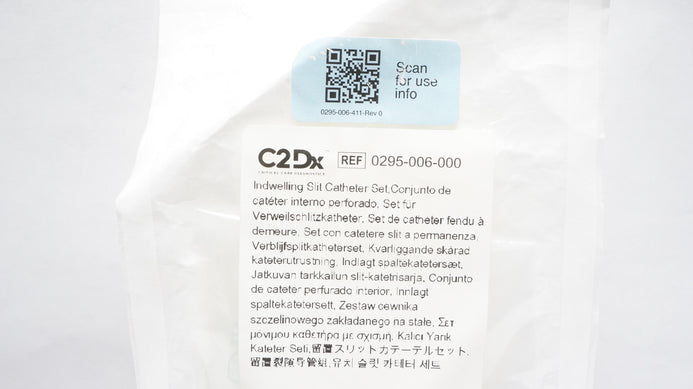 Scan
for use
info
0295-006-411-Rev 0
C2Dx
CRITICAL CARE DIAGNOSTICS
REF 0295-006-000
Indwelling Slit Catheter Set,Conjunto de
catéter interno perforado, Set für
Verweilschlitzkatheter, Set de catheter fendu à
demeure, Set con catetere slit a permanenza,
Verblijfsplitkatheterset, Kvarliggande skårad
kateterutrustning, Indlagt spaltekatetersæt,
Jatkuvan tarkkailun slit-katetrisarja, Conjunto
de cateter perfurado interior, Innlagt
spaltekatetersett, Zestaw cewnika
szczelinowego zakładanego na stałe, Σετ
μόνιμου καθετήρα με σχισμή, Kalıcı Yarık
Kateter Seti,留置スリットカテーテルセット,
留置裂隙导管组,유치 슬릿 카테터 세트